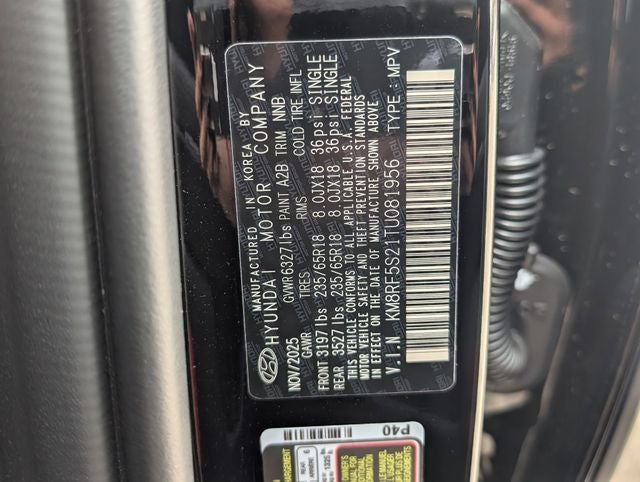 MANUFACTURED IN KOREA BY
HYUNDAI MOTOR COMPANY
NOV/2025 GVWR 6327 lbs PAINT A2B TRIM NNB
GAWR TIRES RIMS COLD TIRE INFL
FRONT 3197 lbs 235/65R18 8.0JX18 36psi SINGLE
REAR 3527 lbs 235/65R18 8.0JX18 36psi SINGLE
THIS VEHICLE CONFORMS TO ALL APPLICABLE U.S.A. FEDERAL
MOTOR VEHICLE SAFETY AND THEFT PREVENTION STANDARDS
IN EFFECT ON THE DATE OF MANUFACTURE SHOWN ABOVE
V.I.N : KM8RF5S21TU081956 TYPE : MPV
P40
REAR
6